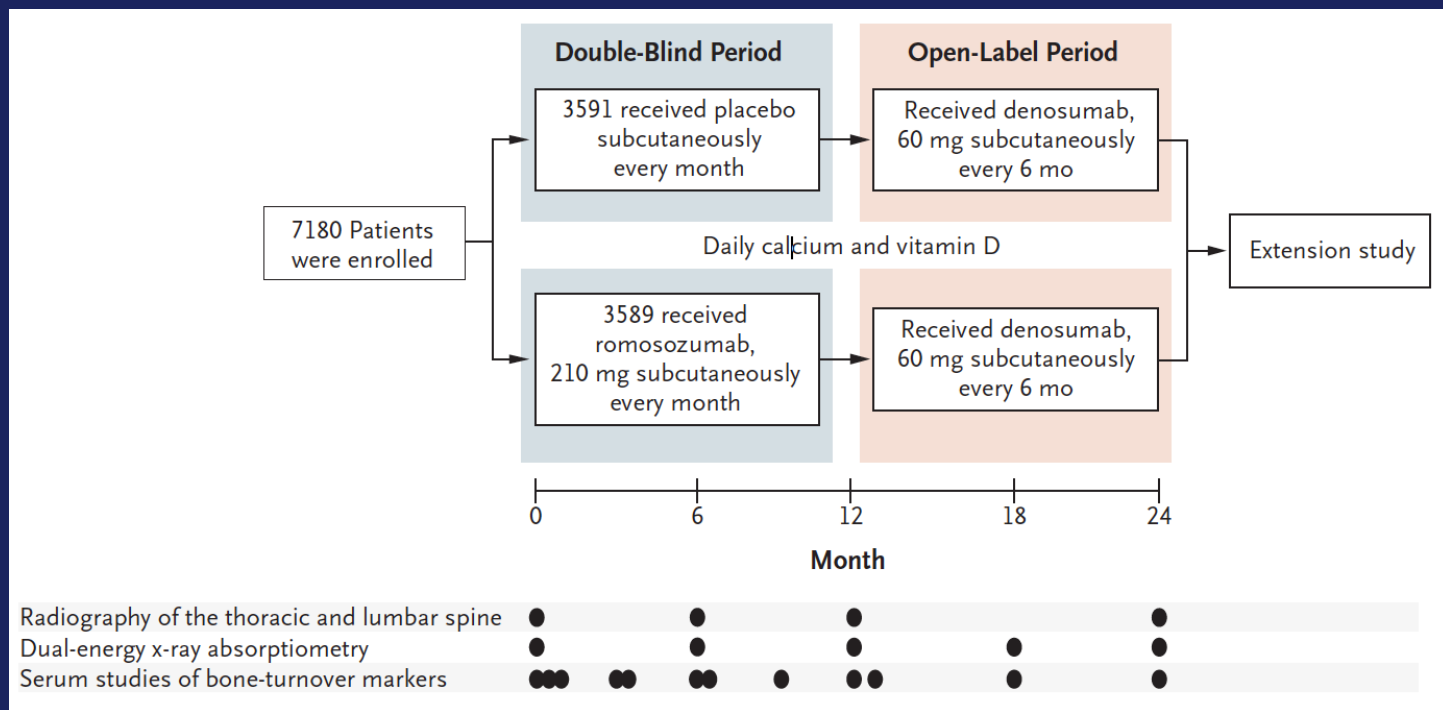 Double-Blind Period
Open-Label Period
3591 received placebo
subcutaneously
every month
Received denosumab,
60 mg subcutaneously
every 6 mo
7180 Patients
were enrolled
Daily calcium and vitamin D
Extension study
3589 received
romosozumab,
210 mg subcutaneously
every month
Received denosumab,
60 mg subcutaneously
every 6 mo
0 6 12 18 24
Month
Radiography of the thoracic and lumbar spine
Dual-energy x-ray absorptiometry
Serum studies of bone-turnover markers